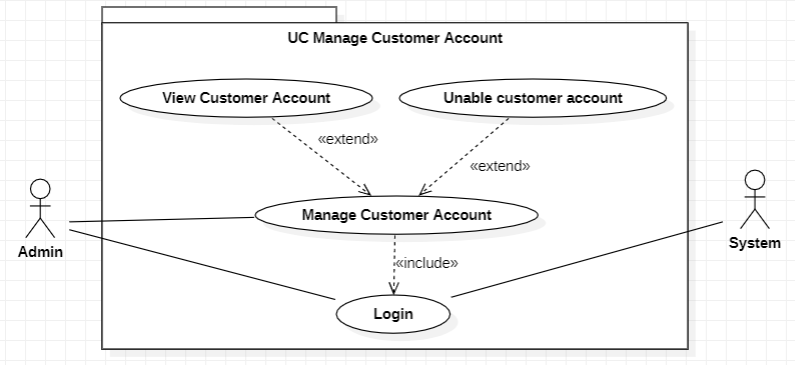 UC Manage Customer Account
View Customer Account
Unable customer account
«extend»
«extend»
Manage Customer Account
Admin
System
«include»
Login